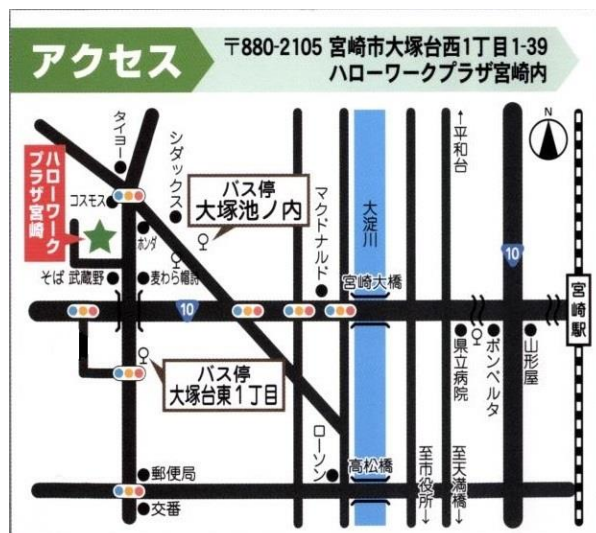 アクセス
〒880-2105 宮崎市大塚台西1丁目1-39
ハローワークプラザ宮崎内
N
←平和台
タイヨー
シダックス
ハローワーク
プラザ宮崎
コスモス
バス停
大塚池ノ内
マクドナルド
大淀川
ホンダ
10
そば 武蔵野
麦わら帽詩
宮崎大橋
宮崎駅
10
県立病院
ボンベルタ
山形屋
バス停
大塚台東1丁目
ローソン
高松橋
至市役所→
至天満橋→
郵便局
交番